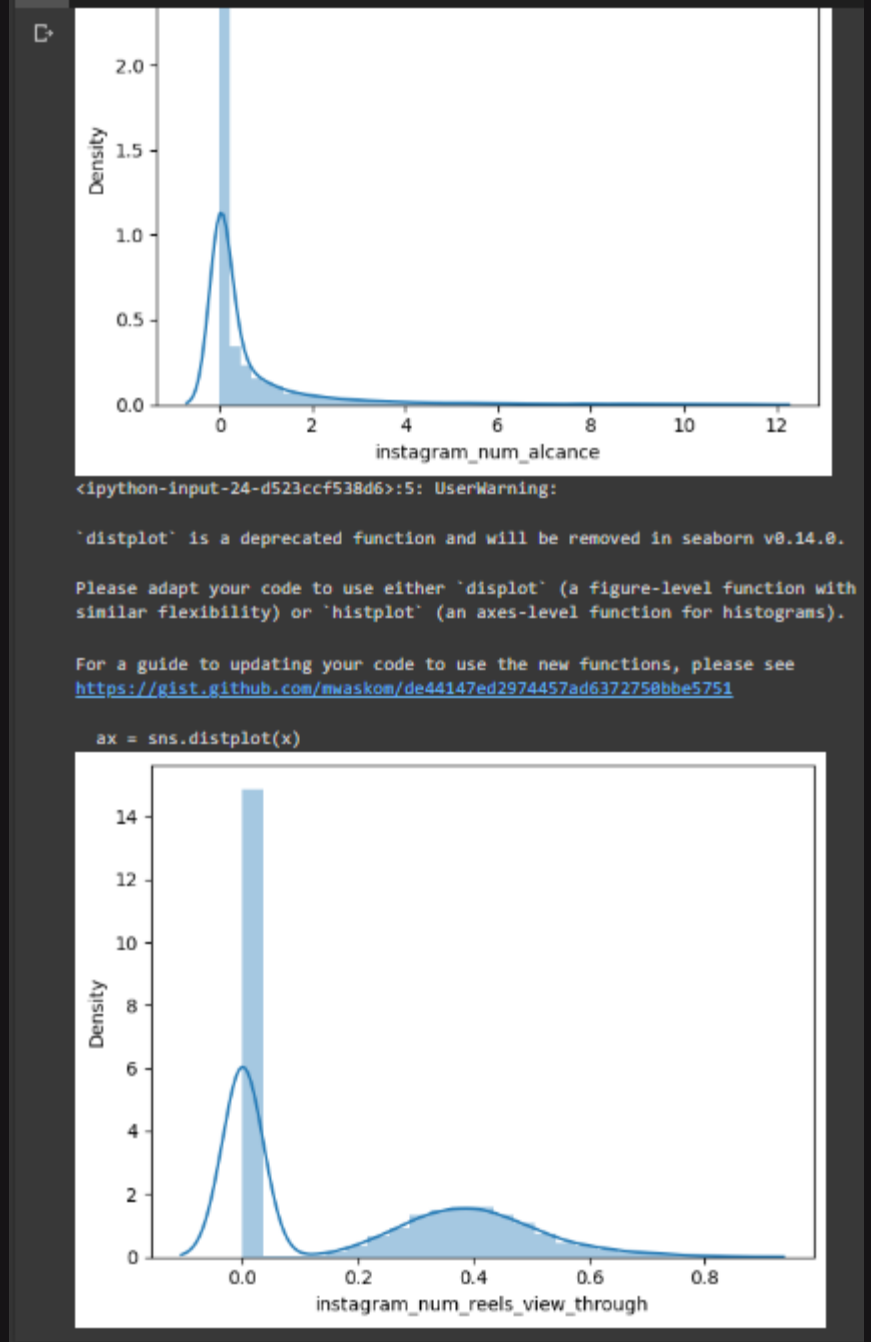 2.0
1.5
1.0
0.5
0.0
Density
0 2 4 6 8 10 12
instagram_num_alcance
<ipython-input-24-d523ccf538d6>:5: UserWarning:
`distplot` is a deprecated function and will be removed in seaborn v0.14.0.
Please adapt your code to use either `displot` (a figure-level function with
similar flexibility) or `histplot` (an axes-level function for histograms).
For a guide to updating your code to use the new functions, please see
https://gist.github.com/mwaskom/de44147ed2974457ad6372750bbe5751
ax = sns.distplot(x)
14
12
10
8
6
4
2
0
Density
0.0 0.2 0.4 0.6 0.8
instagram_num_reels_view_through